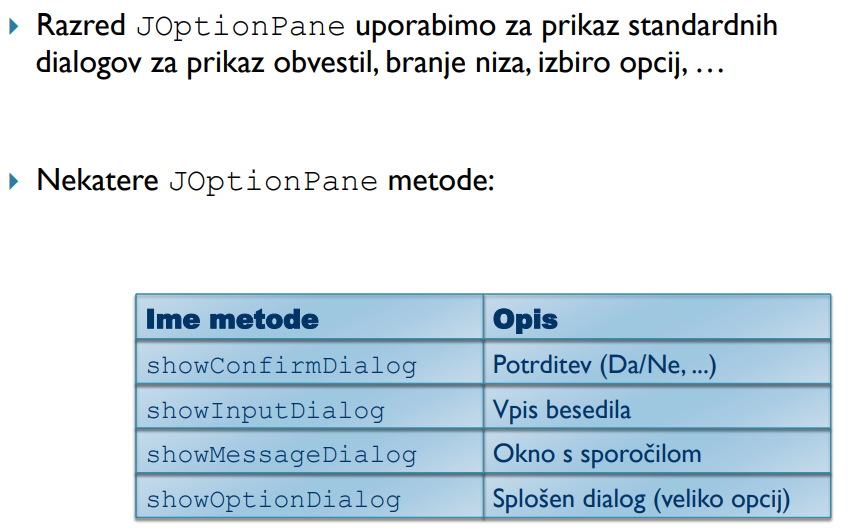 Razred JOptionPane uporabimo za prikaz standardnih
dialogov za prikaz obvestil, branje niza, izbiro opcij, …
Nekatere JOptionPane metode:
Ime metode Opis
showConfirmDialog Potrditev (Da/Ne, ...)
showInputDialog Vpis besedila
showMessageDialog Okno s sporočilom
showOptionDialog Splošen dialog (veliko opcij)